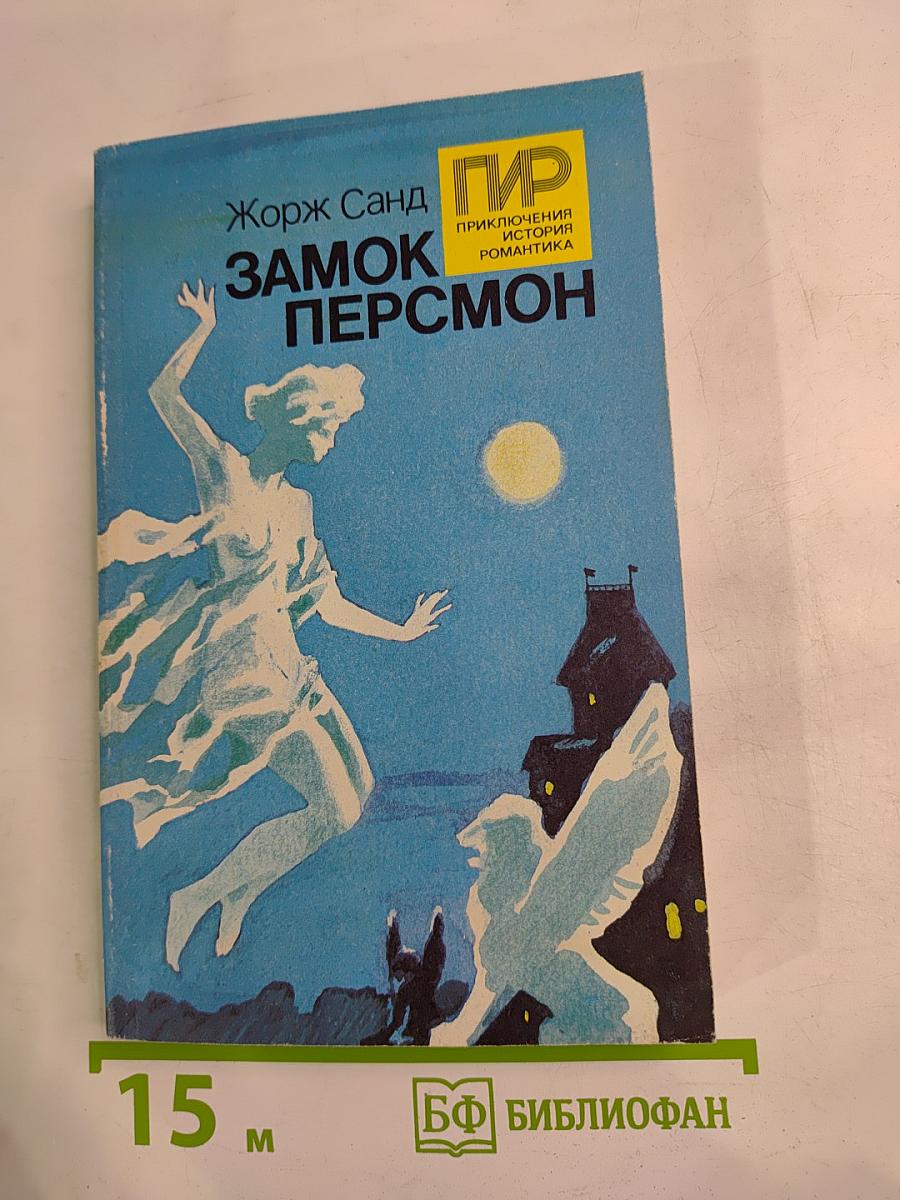 Жорж Санд
ЗАМОК
ПЕРСМОН
ПИР
ПРИКЛЮЧЕНИЯ
ИСТОРИЯ
РОМАНТИКА
15 м
БФ БИБЛИОФАН